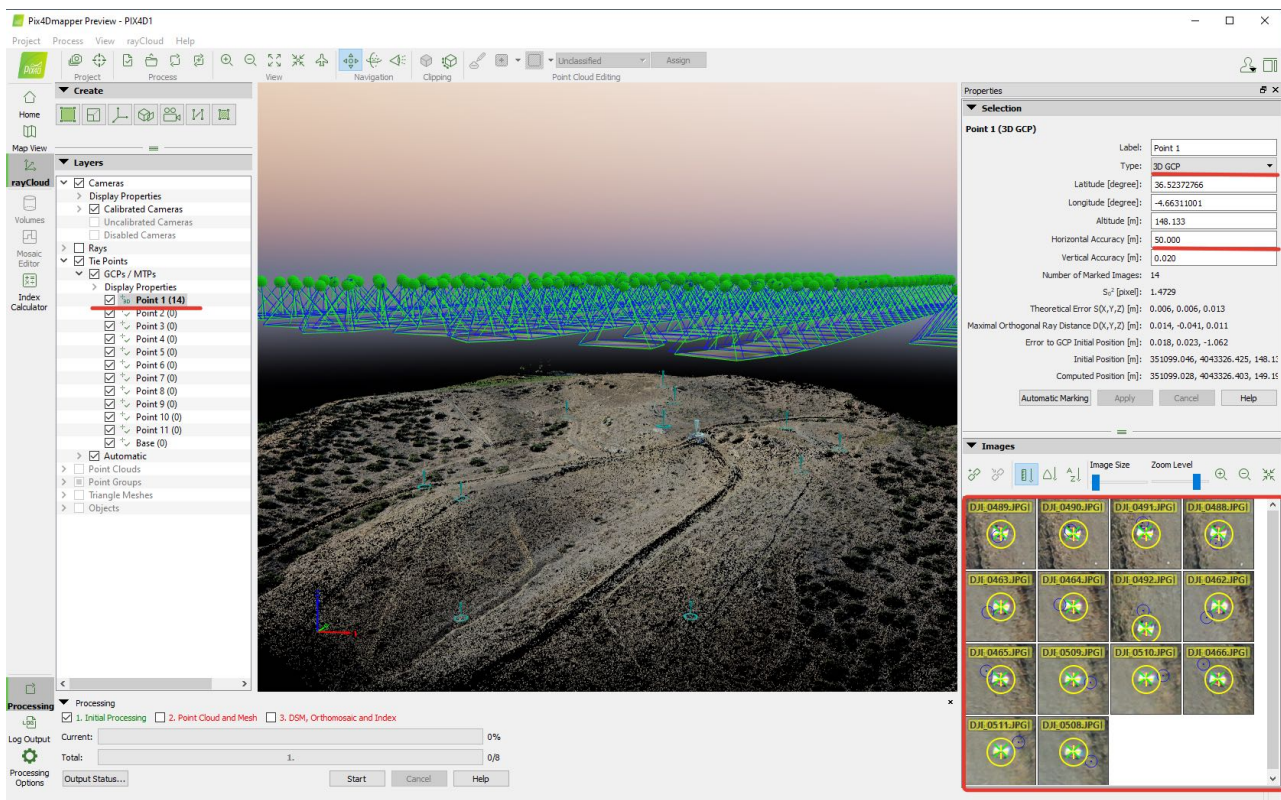 Pix4Dmapper Preview - PIX4D1
Project Process View rayCloud Help
Unclassified Assign
Project Process View Navigation Clipping Point Cloud Editing
Home
Map View
rayCloud
Volumes
Mosaic
Editor
Index
Calculator
Create
Layers
Cameras
Display Properties
Calibrated Cameras
Uncalibrated Cameras
Disabled Cameras
Rays
Tie Points
GCPs / MTPs
Display Properties
Point 1 (14)
Point 2 (0)
Point 3 (0)
Point 4 (0)
Point 5 (0)
Point 6 (0)
Point 7 (0)
Point 8 (0)
Point 9 (0)
Point 10 (0)
Point 11 (0)
Base (0)
Automatic
Point Clouds
Point Groups
Triangle Meshes
Objects
Processing
Log Output
Processing
Options
Processing
1. Initial Processing 2. Point Cloud and Mesh 3. DSM, Orthomosaic and Index
Current: 0%
Total: 1. 0/8
Output Status... Start Cancel Help
Properties
Selection
Point 1 (3D GCP)
Label: Point 1
Type: 3D GCP
Latitude [degree]: 36.52372766
Longitude [degree]: -4.66311001
Altitude [m]: 148.133
Horizontal Accuracy [m]: 50.000
Vertical Accuracy [m]: 0.020
Number of Marked Images: 14
S₀² [pixel]: 1.4729
Theoretical Error S(X,Y,Z) [m]: 0.006, 0.006, 0.013
Maximal Orthogonal Ray Distance D(X,Y,Z) [m]: 0.014, -0.041, 0.011
Error to GCP Initial Position [m]: 0.018, 0.023, -1.062
Initial Position [m]: 351099.046, 4043326.425, 148.13
Computed Position [m]: 351099.028, 4043326.403, 149.19
Automatic Marking Apply Cancel Help
Images
Image Size Zoom Level
DJI_0489.JPG DJI_0490.JPG DJI_0491.JPG DJI_0488.JPG
DJI_0463.JPG DJI_0464.JPG DJI_0492.JPG DJI_0462.JPG
DJI_0465.JPG DJI_0509.JPG DJI_0510.JPG DJI_0466.JPG
DJI_0511.JPG DJI_0508.JPG